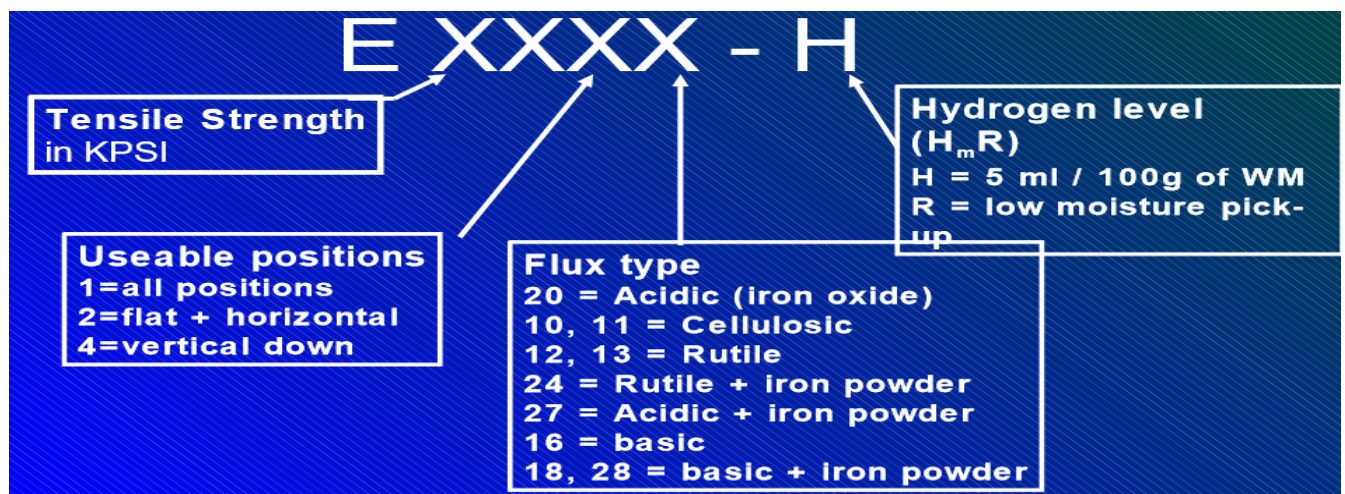 E XXXX - H
Tensile Strength
in KPSI
Hydrogen level
(HmR)
H = 5 ml / 100g of WM
R = low moisture pick-
up
Useable positions
1=all positions
2=flat + horizontal
4=vertical down
Flux type
20 = Acidic (iron oxide)
10, 11 = Cellulosic
12, 13 = Rutile
24 = Rutile + iron powder
27 = Acidic + iron powder
16 = basic
18, 28 = basic + iron powder